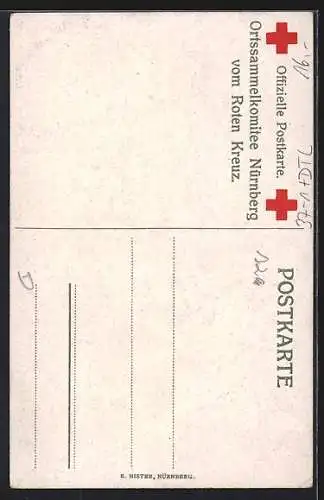 Offizielle Postkarte.
Ortssammelkomitee Nürnberg
vom Roten Kreuz.
POSTKARTE
E. NISTER, NÜRNBERG.
D